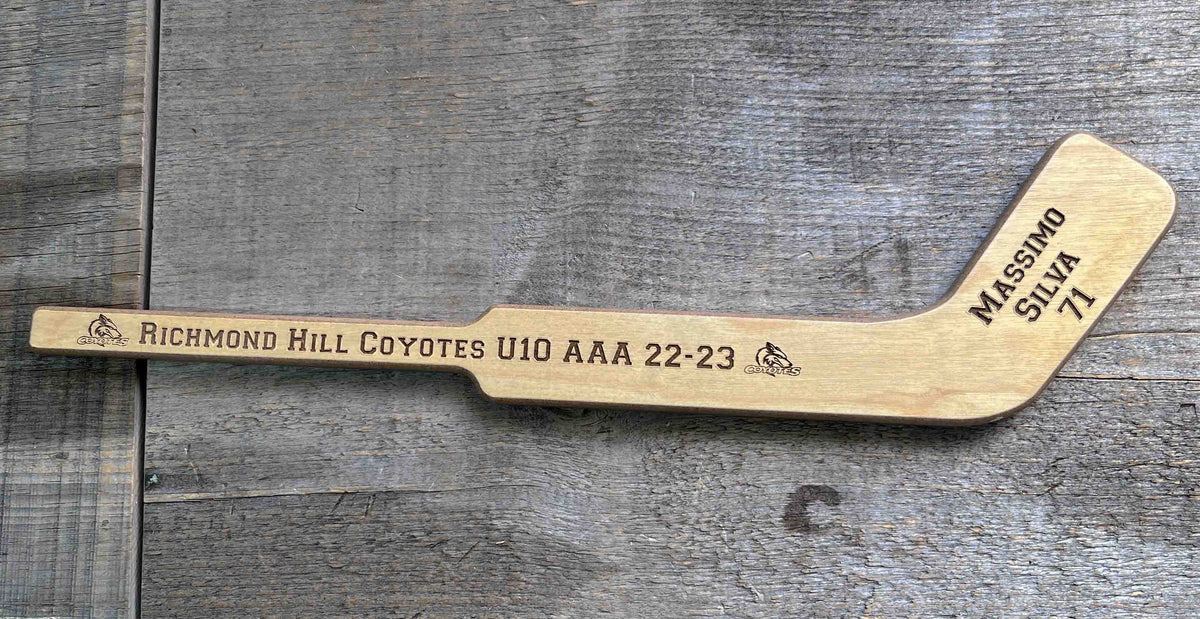 COYOTES
RICHMOND HILL COYOTES U10 AAA 22-23
COYOTES
MASSIMO
SILVA
71